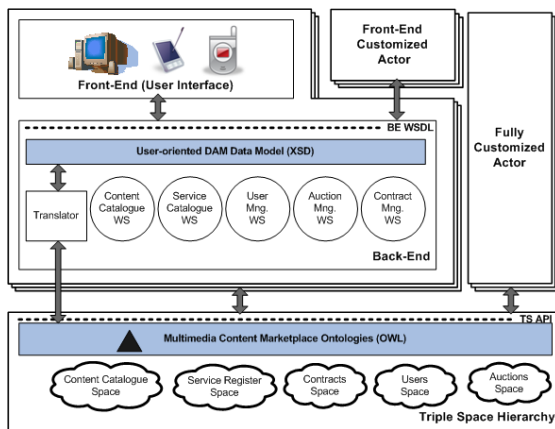 Front-End (User Interface)
Front-End
Customized
Actor
BE WSDL
User-oriented DAM Data Model (XSD)
Fully
Customized
Actor
Translator
Content
Catalogue
WS
Service
Catalogue
WS
User
Mng.
WS
Auction
Mng.
WS
Contract
Mng.
WS
Back-End
TS API
Multimedia Content Marketplace Ontologies (OWL)
Content Catalogue
Space
Service Register
Space
Contracts
Space
Users
Space
Auctions
Space
Triple Space Hierarchy